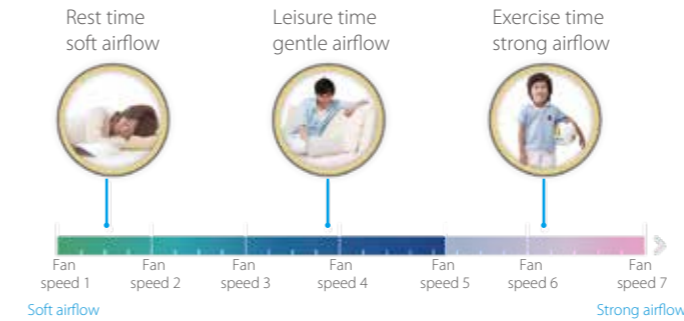 Rest time
soft airflow
Leisure time
gentle airflow
Exercise time
strong airflow
Fan
speed 1
Fan
speed 2
Fan
speed 3
Fan
speed 4
Fan
speed 5
Fan
speed 6
Fan
speed 7
Soft airflow
Strong airflow